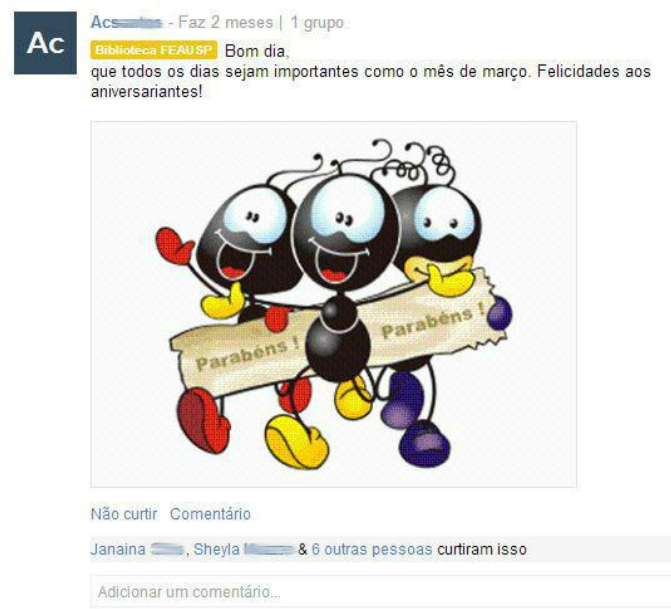 Ac
Acs - Faz 2 meses | 1 grupo
Biblioteca FEAUSP Bom dia,
que todos os dias sejam importantes como o mês de março. Felicidades aos
aniversariantes!
Parabéns !
Parabéns !
Não curtir Comentário
Janaina , Sheyla & 6 outras pessoas curtiram isso
Adicionar um comentário...